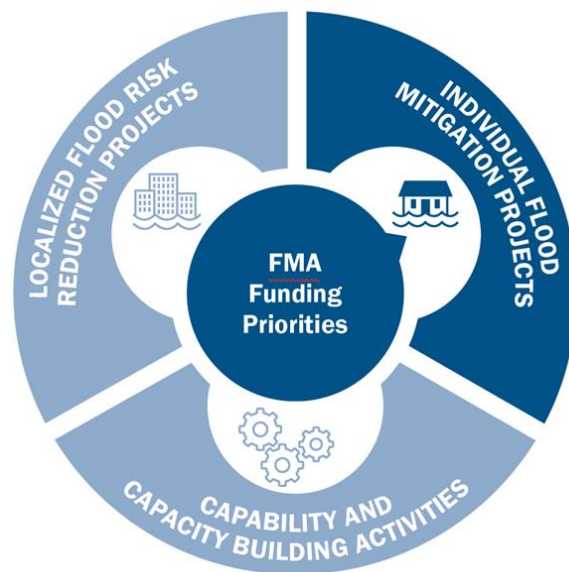 LOCALIZED FLOOD RISK
REDUCTION PROJECTS
INDIVIDUAL FLOOD
MITIGATION PROJECTS
FMA
Funding
Priorities
CAPABILITY AND
CAPACITY BUILDING ACTIVITIES